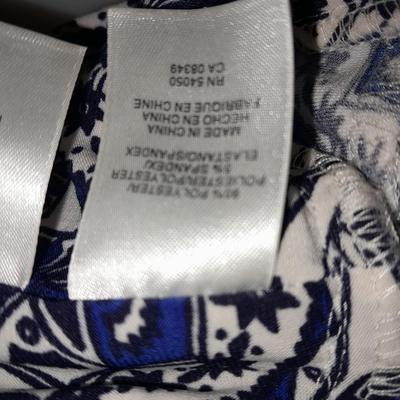 95% POLYESTER/
POLIESTER/POLYESTER
5% SPANDEX/
ELASTANO/SPANDEX
MADE IN CHINA
HECHO EN CHINA
FABRIQUE EN CHINE
RN 54050
CA 08349